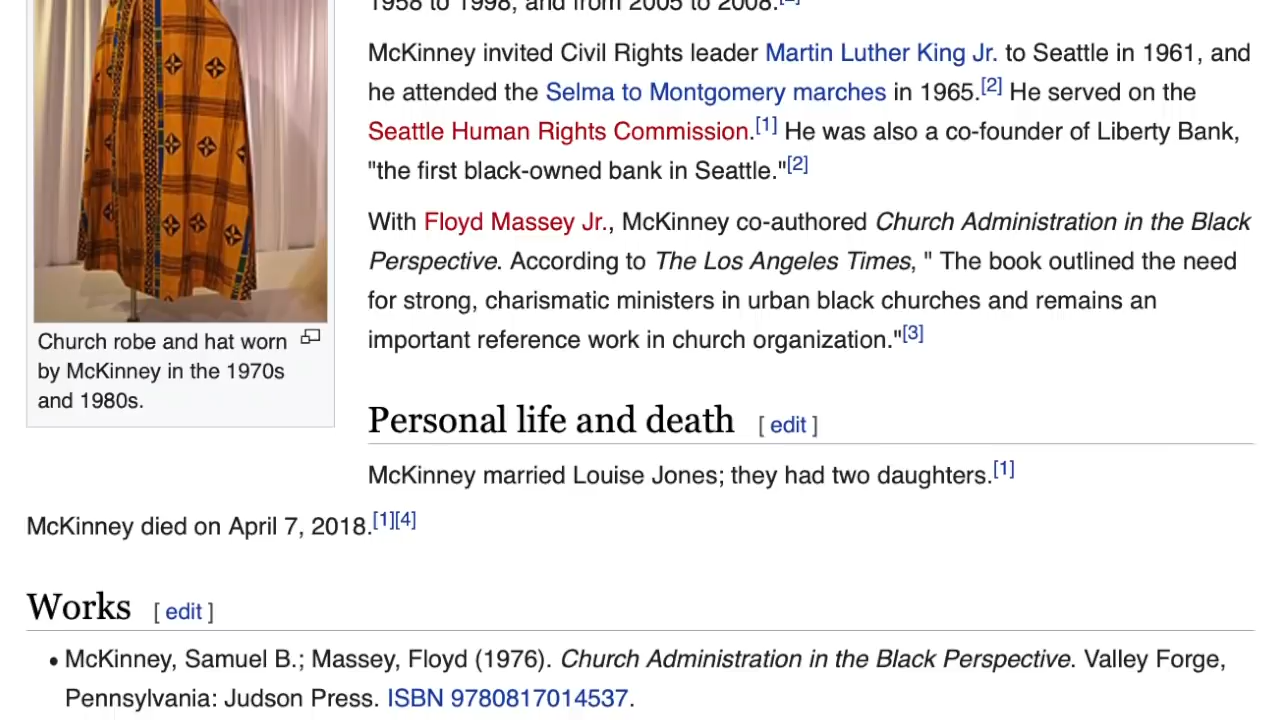 1958 to 1998, and from 2005 to 2008.[2]
McKinney invited Civil Rights leader Martin Luther King Jr. to Seattle in 1961, and
he attended the Selma to Montgomery marches in 1965.[2] He served on the
Seattle Human Rights Commission.[1] He was also a co-founder of Liberty Bank,
"the first black-owned bank in Seattle."[2]
With Floyd Massey Jr., McKinney co-authored Church Administration in the Black
Perspective. According to The Los Angeles Times, " The book outlined the need
for strong, charismatic ministers in urban black churches and remains an
important reference work in church organization."[3]
Church robe and hat worn
by McKinney in the 1970s
and 1980s.
Personal life and death [ edit ]
McKinney married Louise Jones; they had two daughters.[1]
McKinney died on April 7, 2018.[1][4]
Works [ edit ]
• McKinney, Samuel B.; Massey, Floyd (1976). Church Administration in the Black Perspective. Valley Forge,
Pennsylvania: Judson Press. ISBN 9780817014537.